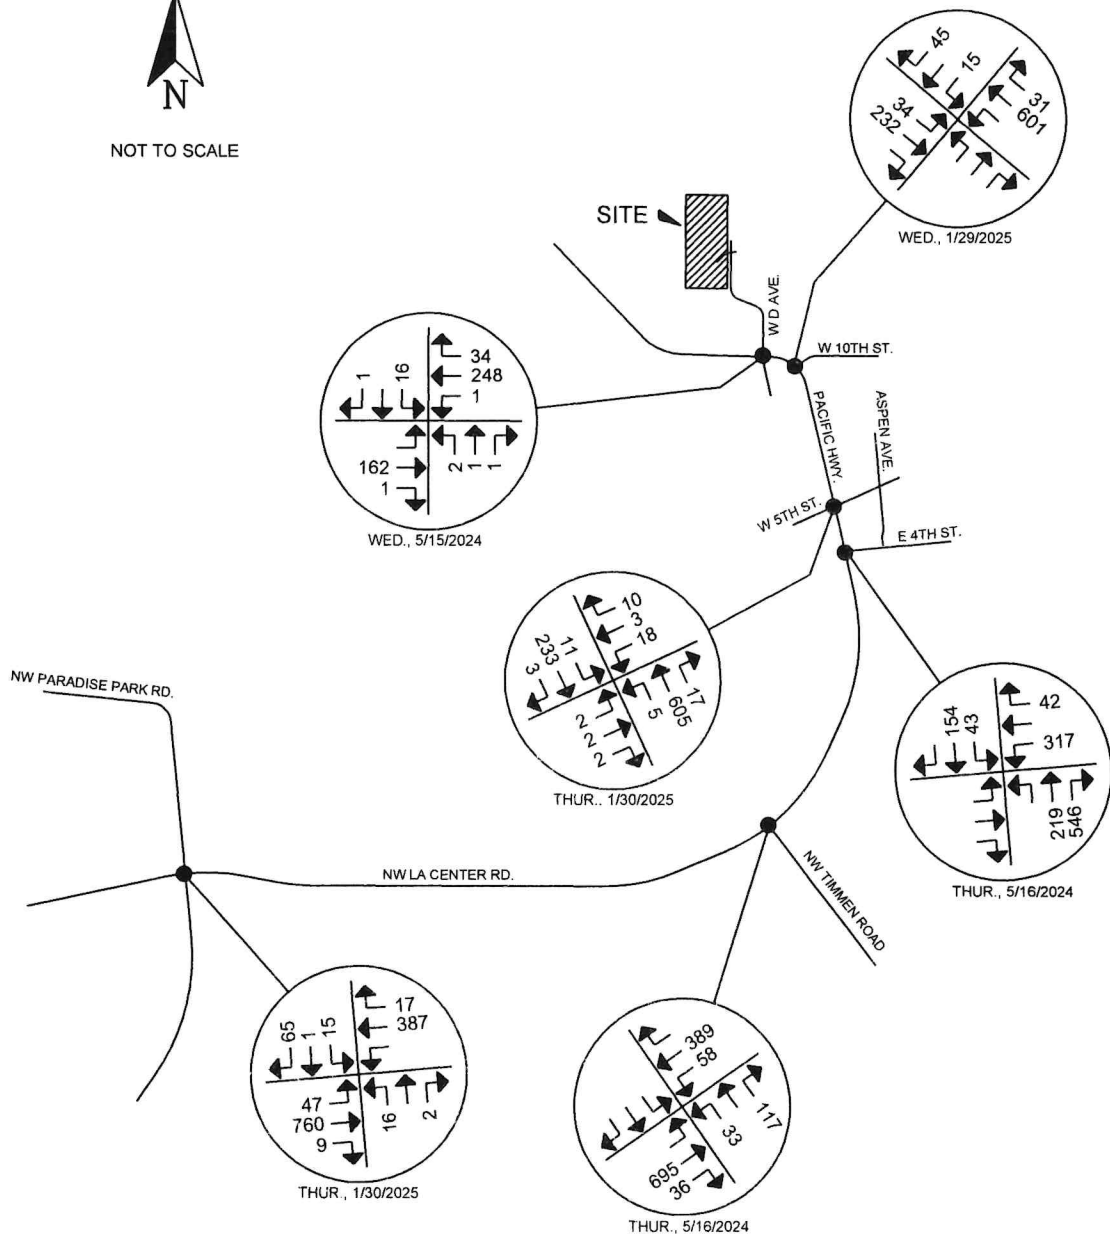 N
NOT TO SCALE
45
15
31
601
34
232
WED., 1/29/2025
SITE
W D AVE.
W 10TH ST.
PACIFIC HWY.
ASPEN AVE.
W 5TH ST.
E 4TH ST.
1
16
34
248
1
162
1
2
1
1
WED., 5/15/2024
10
3
18
233
11
3
2
2
2
5
605
17
THUR., 1/30/2025
154
43
42
317
219
546
THUR., 5/16/2024
NW PARADISE PARK RD.
NW LA CENTER RD.
NW TIMMEN ROAD
65
1
15
17
387
47
760
9
16
2
THUR., 1/30/2025
389
58
117
33
695
36
THUR., 5/16/2024